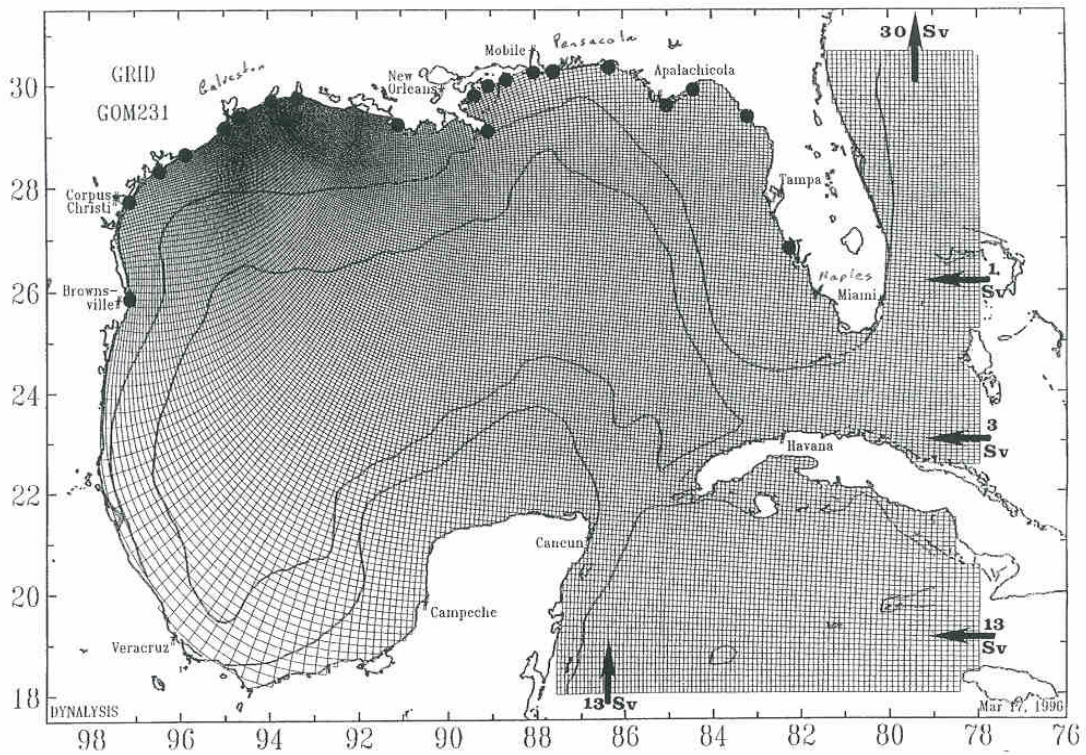 30 Sv
GRID
GOM231
Galveston
New
Orleans
Mobile
Pensacola
Apalachicola
Corpus
Christi
Tampa
Naples
Miami
Browns-
ville
1.
Sv
3
Sv
Havana
Cancun
Campeche
Veracruz
13
Sv
13 Sv
DYNALYSIS
Mar 17, 1996
30
28
26
24
22
20
18
98 96 94 92 90 88 86 84 82 80 78 76